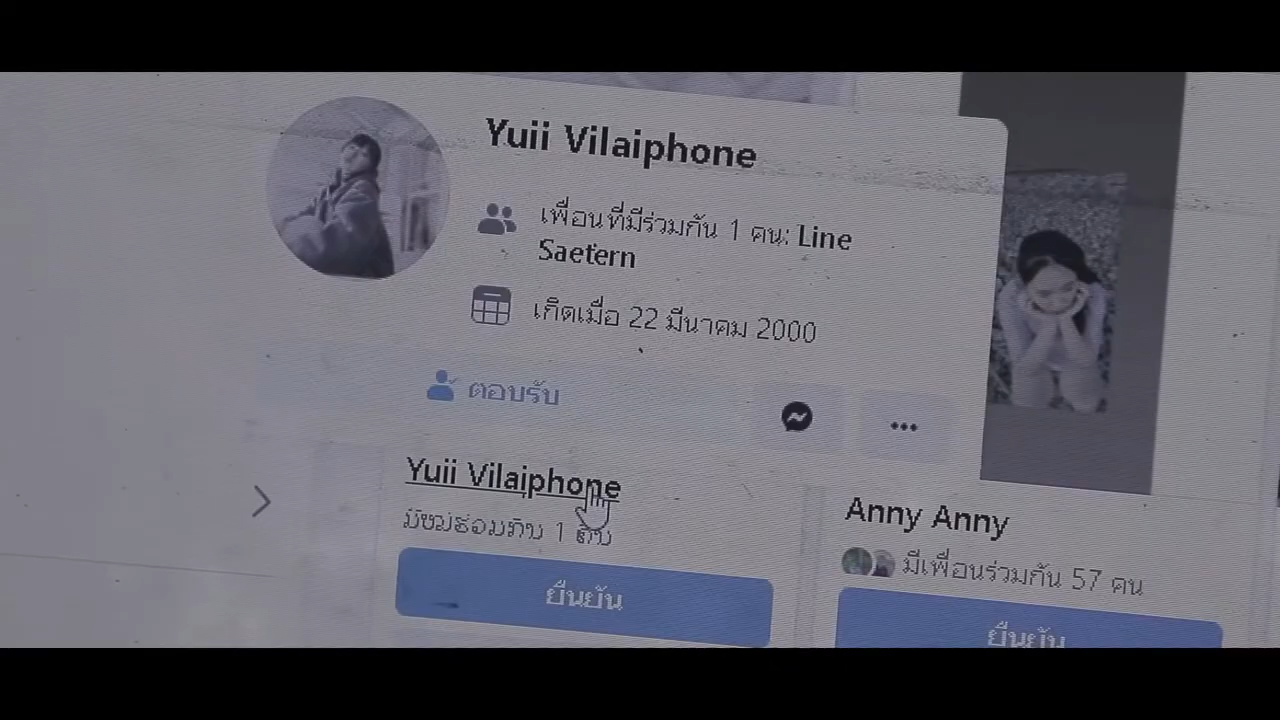 Yuii Vilaiphone
เพื่อนที่มีร่วมกัน 1 คน: Line
Saetern
เกิดเมื่อ 22 มีนาคม 2000
ตอบรับ
Yuii Vilaiphone
1
ยืนยัน
Anny Anny
มีเพื่อนร่วมกัน 57 คน
ยืนยัน